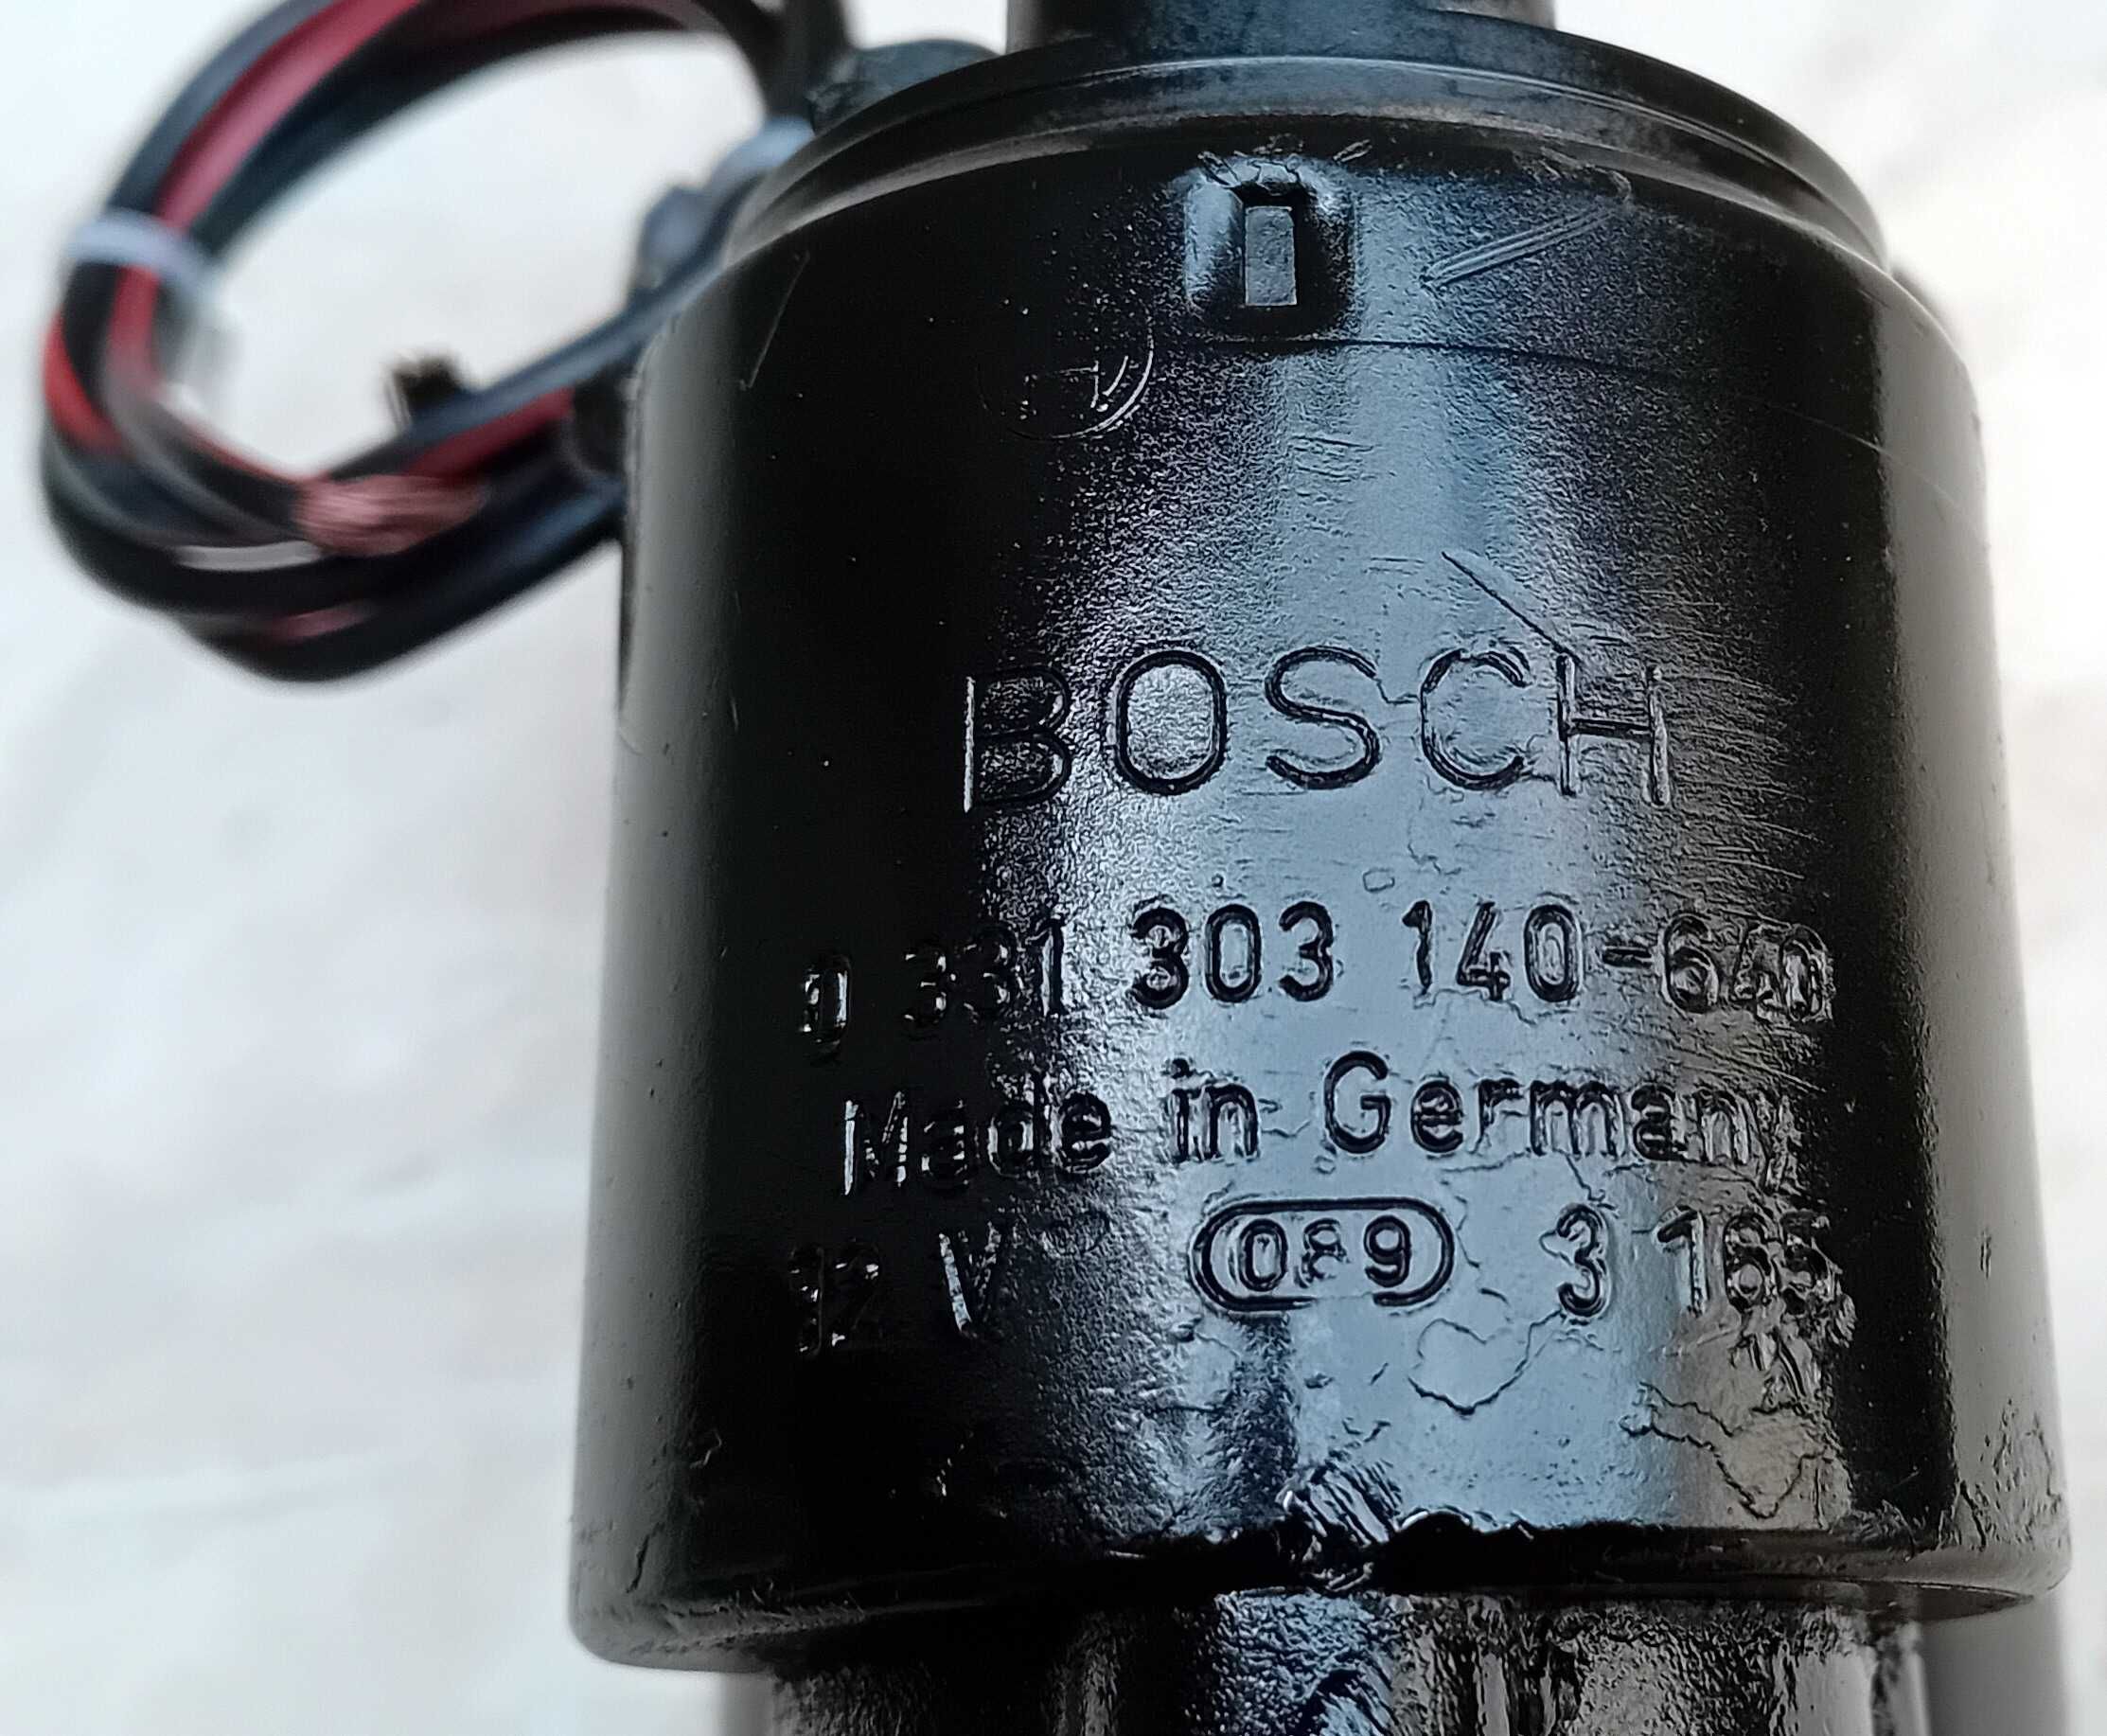 BOSCH
0 331 303 140-640
Made in Germany
12 V 089 3 165